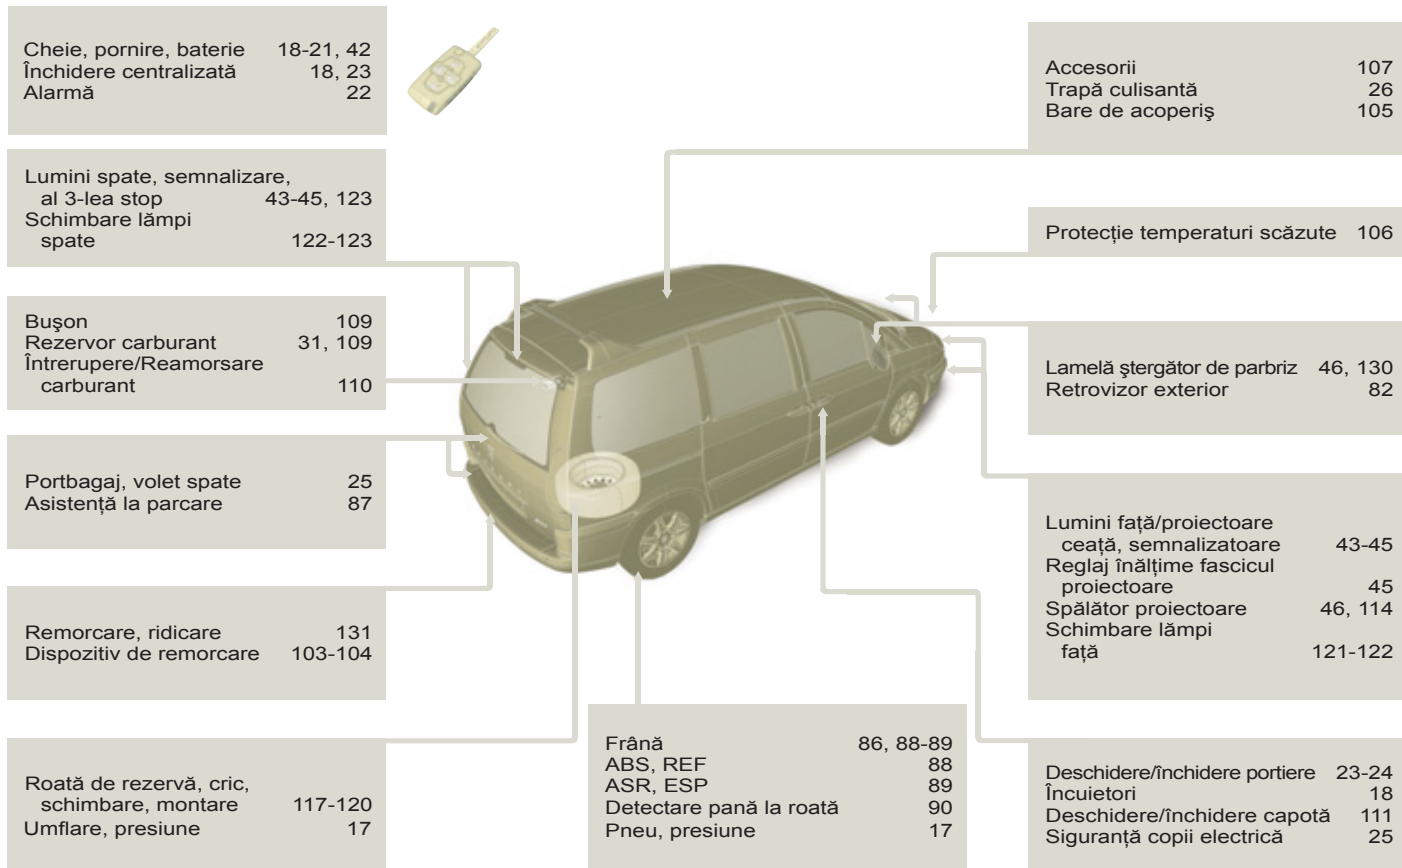 Cheie, pornire, baterie 18-21, 42
Închidere centralizată 18, 23
Alarmă 22
Lumini spate, semnalizare,
al 3-lea stop 43-45, 123
Schimbare lămpi
spate 122-123
Buşon 109
Rezervor carburant 31, 109
Întrerupere/Reamorsare
carburant 110
Portbagaj, volet spate 25
Asistență la parcare 87
Remorcare, ridicare 131
Dispozitiv de remorcare 103-104
Roată de rezervă, cric,
schimbare, montare 117-120
Umflare, presiune 17
Frână 86, 88-89
ABS, REF 88
ASR, ESP 89
Detectare pană la roată 90
Pneu, presiune 17
Accesorii 107
Trapă culisantă 26
Bare de acoperiş 105
Protecție temperaturi scăzute 106
Lamelă ştergător de parbriz 46, 130
Retrovizor exterior 82
Lumini față/proiectoare
ceață, semnalizatoare 43-45
Reglaj înălțime fascicul
proiectoare 45
Spălător proiectoare 46, 114
Schimbare lămpi
față 121-122
Deschidere/închidere portiere 23-24
Încuietori 18
Deschidere/închidere capotă 111
Siguranță copii electrică 25